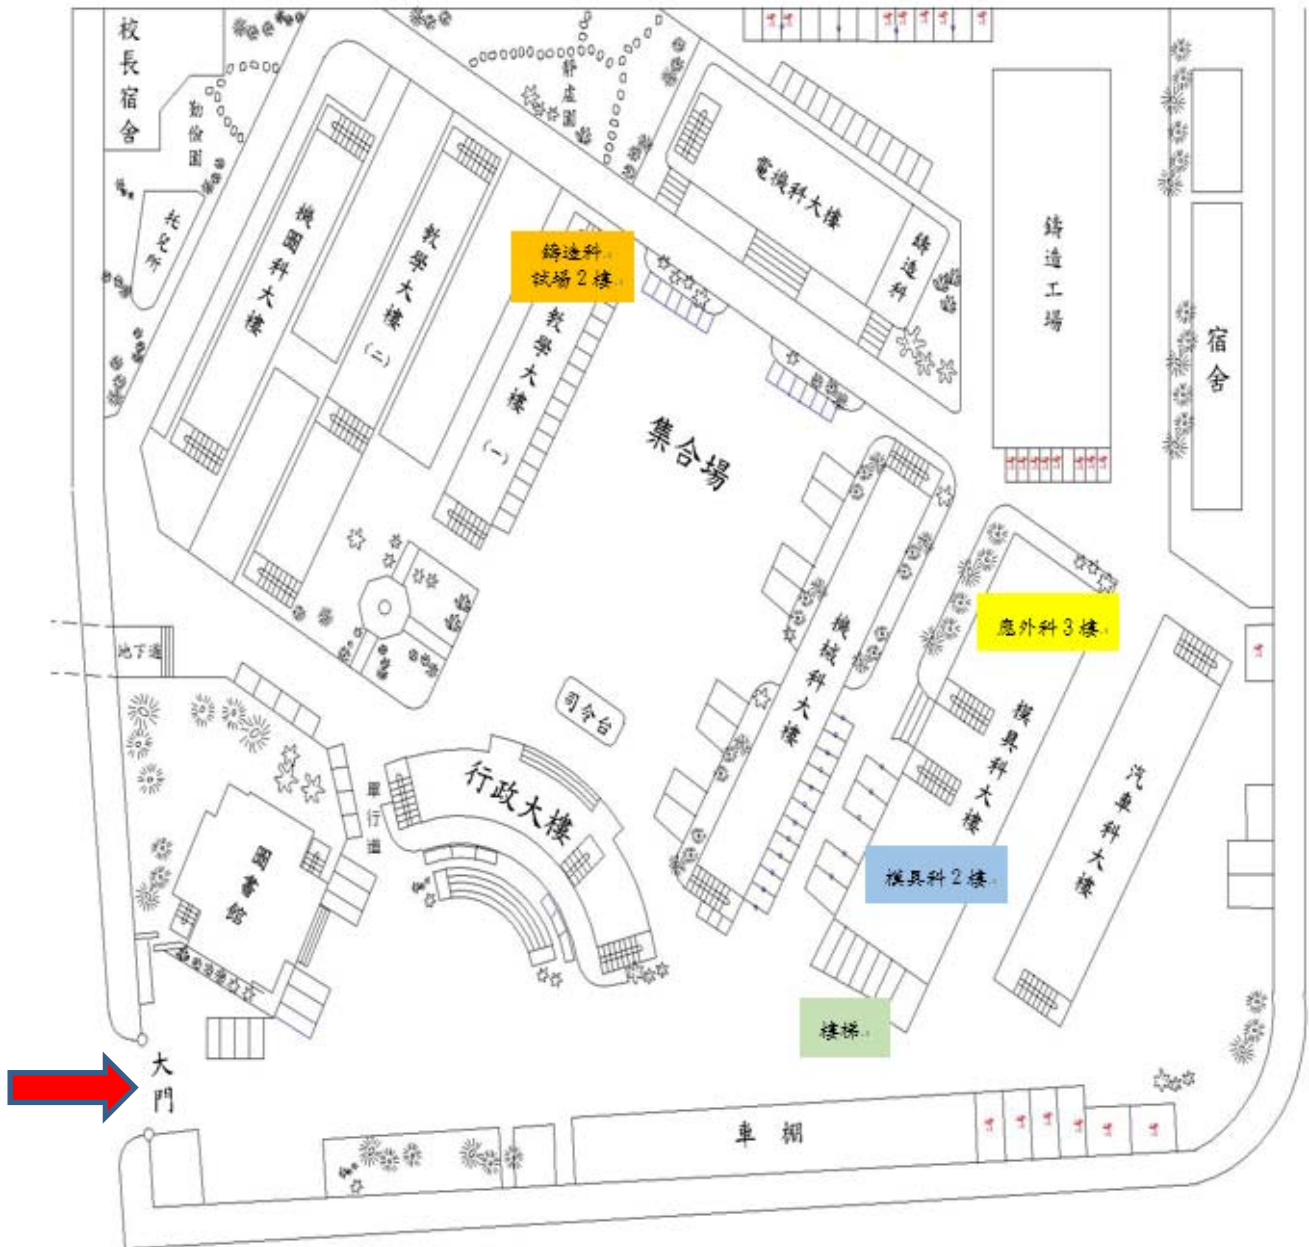 校長宿舍
勤儉園
靜虛園
托兒所
機圖科大樓
教學大樓
(二)
鑄造科
試場2樓
教學大樓
(一)
電機科大樓
鑄造科
鑄造工場
宿舍
集合場
地下道
司令台
機械科大樓
應外科3樓
模具科大樓
汽車科大樓
模具科2樓
行政大樓
單行道
圖書館
樓梯
大門
車棚